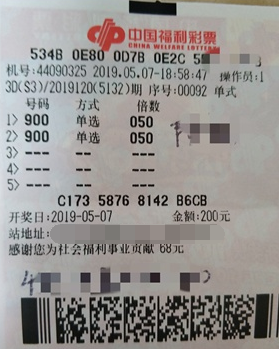 中国福利彩票
CHINA WELFARE LOTTERY
534B 0E80 0D7B 0E2C 5
机号:44090325 2019.05.07-18:58:47 操作员:1
3D(S3)/2019120(5132)期 序号:00092 单式
号码 方式 倍数
1> 900 单选 050
2> 900 单选 050
3> --- --- ---
4> --- --- ---
5> --- --- ---
C173 5876 8142 B6CB
开奖日:2019-05-07 金额:200元
站地址:
感谢您为社会福利事业贡献 68元